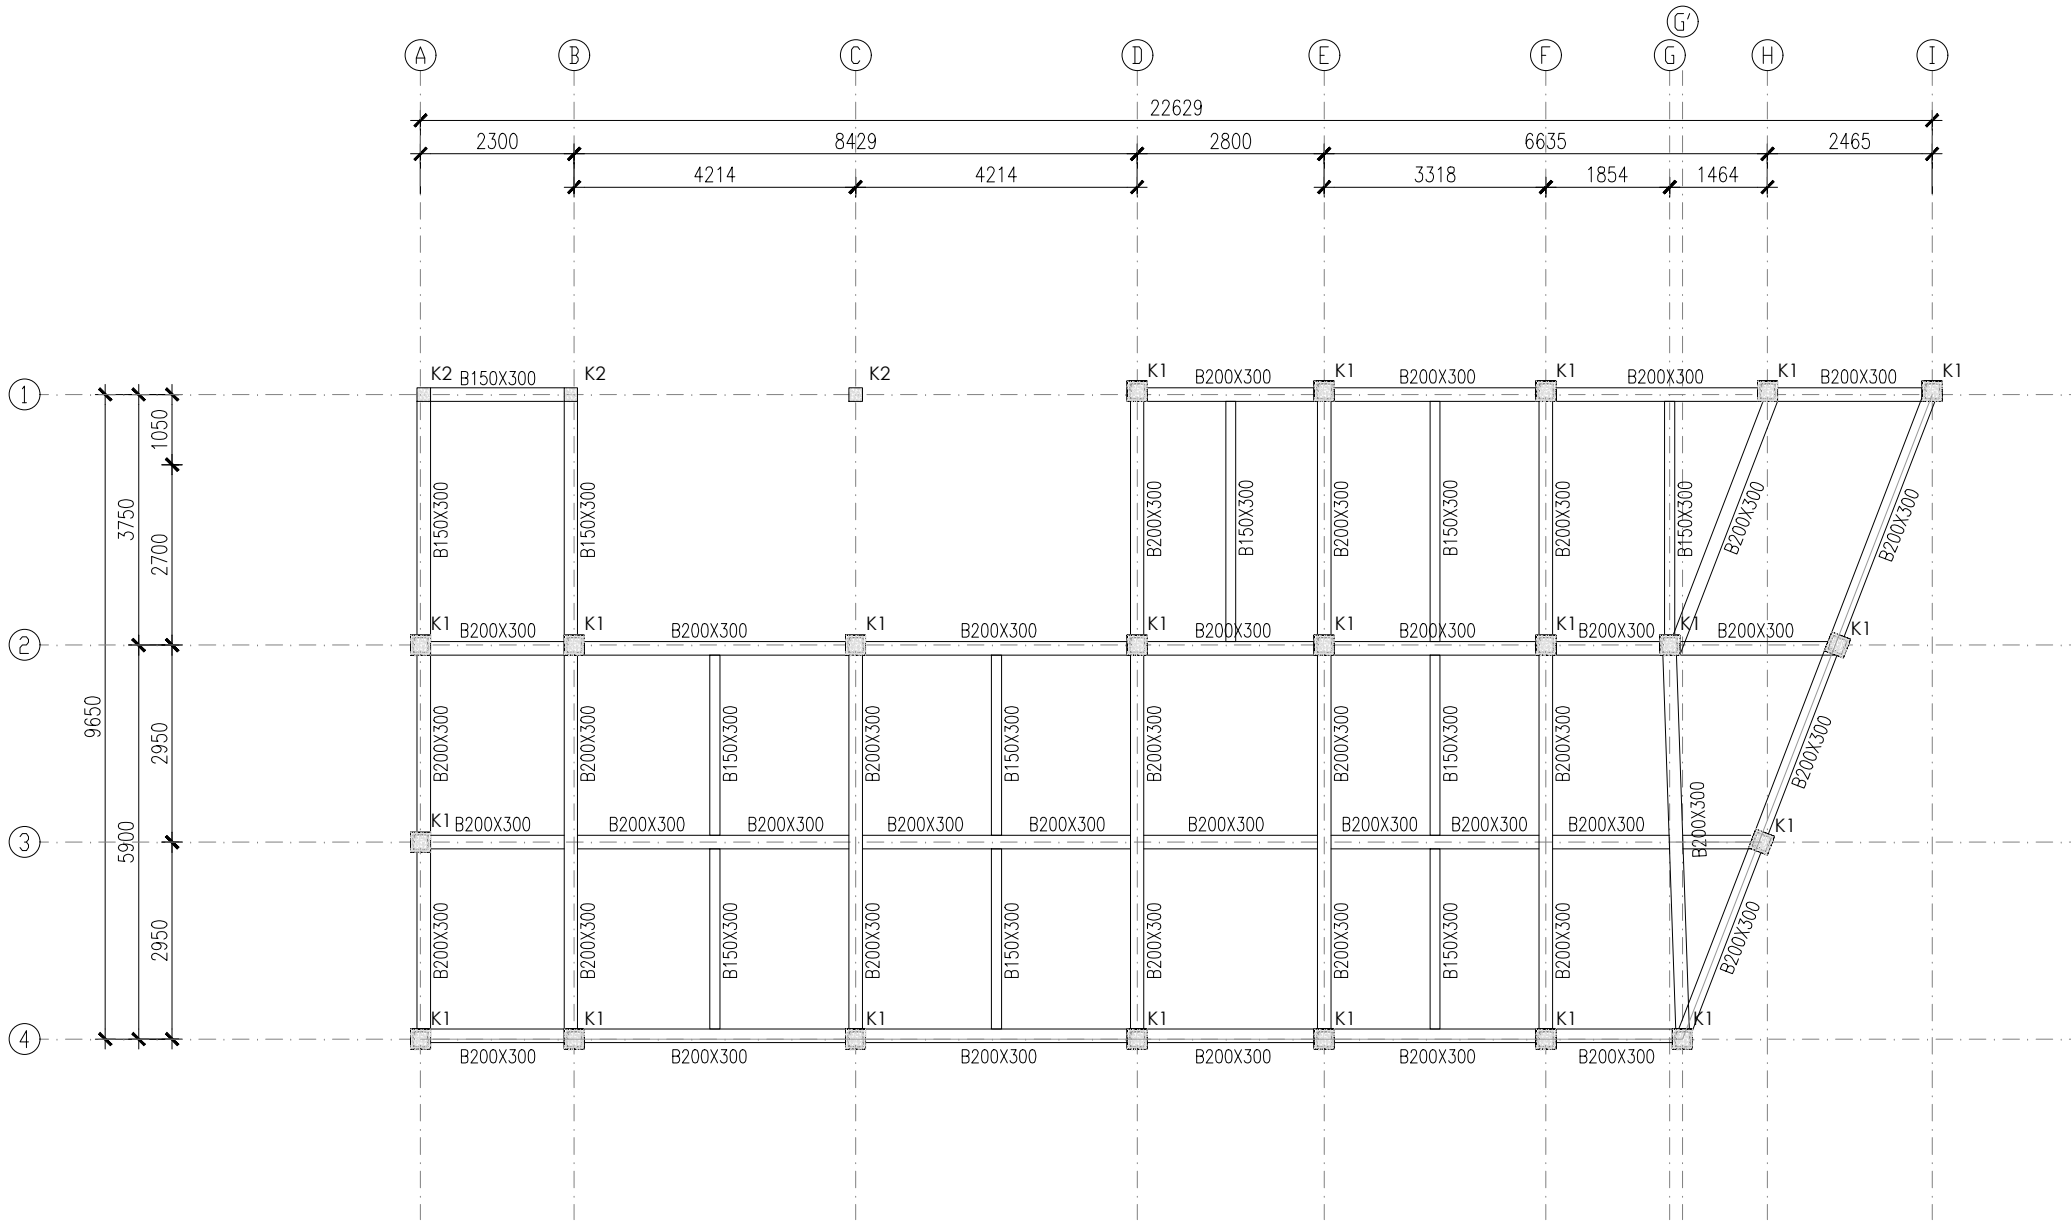 G'
A B C D E F G H I
22629
2300 8429 2800 6635 2465
4214 4214 3318 1854 1464
K2 B150X300 K2 K2 K1 B200X300 K1 B200X300 K1 B200X300 K1 B200X300 K1
1
1050
3750
2700
B150X300 B150X300 B200X300 B150X300 B200X300 B150X300 B200X300 B150X300 B200X300 B200X300
K1 B200X300 K1 B200X300 K1 B200X300 K1 B200X300 K1 B200X300 K1 B200X300 K1 B200X300 K1
2
9650
2950
B200X300 B200X300 B150X300 B200X300 B150X300 B200X300 B200X300 B150X300 B200X300 B200X300 B200X300
K1 B200X300 B200X300 B200X300 B200X300 B200X300 B200X300 B200X300 B200X300 B200X300 K1
3
5900
2950
B200X300 B200X300 B150X300 B200X300 B150X300 B200X300 B200X300 B150X300 B200X300 B200X300
K1 K1 K1 K1 K1 K1 K1
4
B200X300 B200X300 B200X300 B200X300 B200X300 B200X300